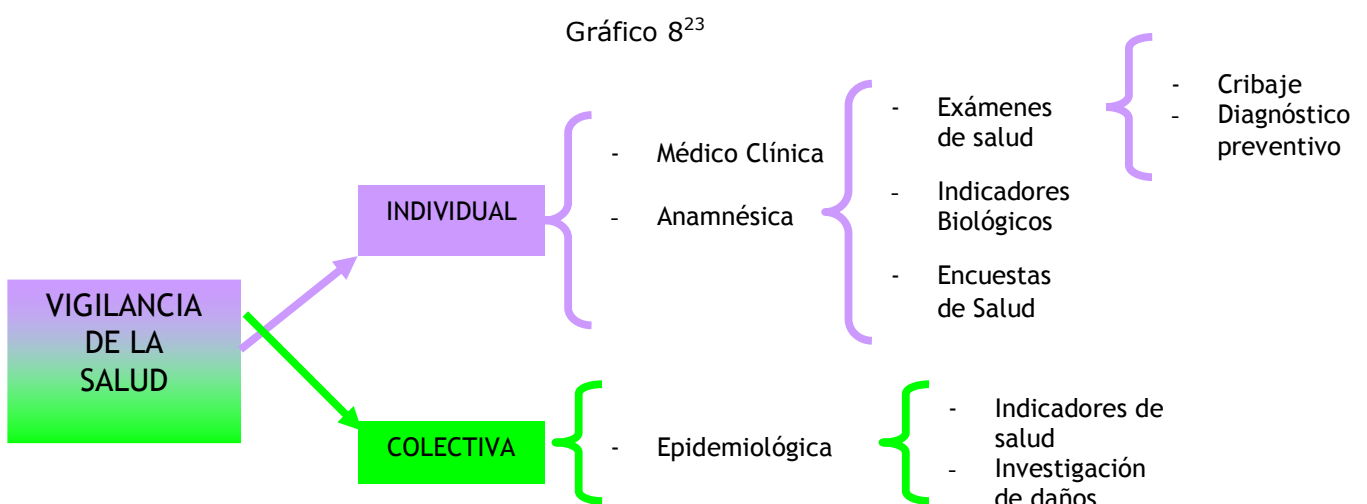 Gráfico 8²³
VIGILANCIA
DE LA
SALUD
INDIVIDUAL
- Médico Clínica
- Anamnésica
- Exámenes
de salud
- Indicadores
Biológicos
- Encuestas
de Salud
- Cribaje
- Diagnóstico
preventivo
COLECTIVA
- Epidemiológica
- Indicadores de
salud
- Investigación
de daños